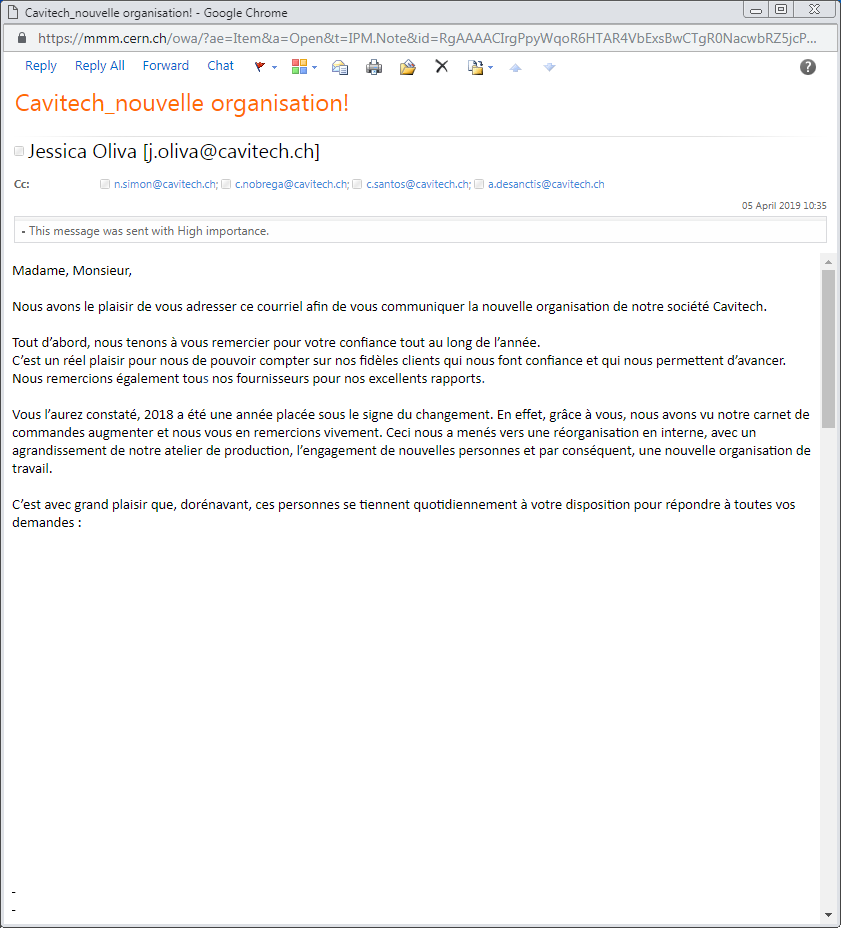 Cavitech_nouvelle organisation! - Google Chrome
https://mmm.cern.ch/owa/?ae=Item&a=Open&t=IPM.Note&id=RgAAAACIrgPpyWqoR6HTAR4VbExsBwCTgR0NacwbRZ5jcP...
Reply Reply All Forward Chat
Cavitech_nouvelle organisation!
Jessica Oliva [j.oliva@cavitech.ch]
Cc: n.simon@cavitech.ch; c.nobrega@cavitech.ch; c.santos@cavitech.ch; a.desanctis@cavitech.ch
05 April 2019 10:35
- This message was sent with High importance.
Madame, Monsieur,
Nous avons le plaisir de vous adresser ce courriel afin de vous communiquer la nouvelle organisation de notre société Cavitech.
Tout d’abord, nous tenons à vous remercier pour votre confiance tout au long de l’année.
C’est un réel plaisir pour nous de pouvoir compter sur nos fidèles clients qui nous font confiance et qui nous permettent d’avancer.
Nous remercions également tous nos fournisseurs pour nos excellents rapports.
Vous l’aurez constaté, 2018 a été une année placée sous le signe du changement. En effet, grâce à vous, nous avons vu notre carnet de
commandes augmenter et nous vous en remercions vivement. Ceci nous a menés vers une réorganisation en interne, avec un
agrandissement de notre atelier de production, l’engagement de nouvelles personnes et par conséquent, une nouvelle organisation de
travail.
C’est avec grand plaisir que, dorénavant, ces personnes se tiennent quotidiennement à votre disposition pour répondre à toutes vos
demandes :
-
-